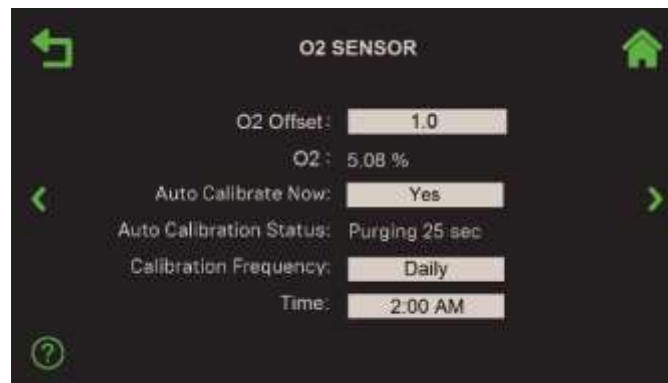 O2 SENSOR
O2 Offset: 1.0
O2 : 5.08 %
Auto Calibrate Now: Yes
Auto Calibration Status: Purging 25 sec
Calibration Frequency: Daily
Time: 2:00 AM
?